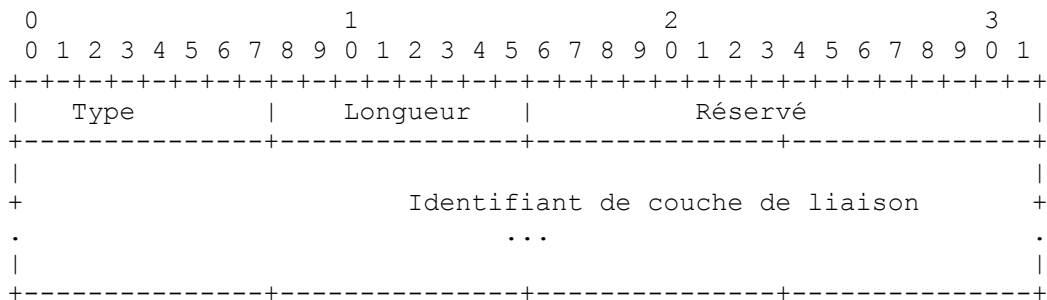 0                   1                   2                   3
 0 1 2 3 4 5 6 7 8 9 0 1 2 3 4 5 6 7 8 9 0 1 2 3 4 5 6 7 8 9 0 1
+-+-+-+-+-+-+-+-+-+-+-+-+-+-+-+-+-+-+-+-+-+-+-+-+-+-+-+-+-+-+-+-+
|   Type        |    Longueur   |          Réservé              |
+---------------+---------------+---------------+---------------+
|                                                               |
+                        Identifiant de couche de liaison       +
.                              ...                              .
|                                                               |
+---------------+---------------+---------------+---------------+